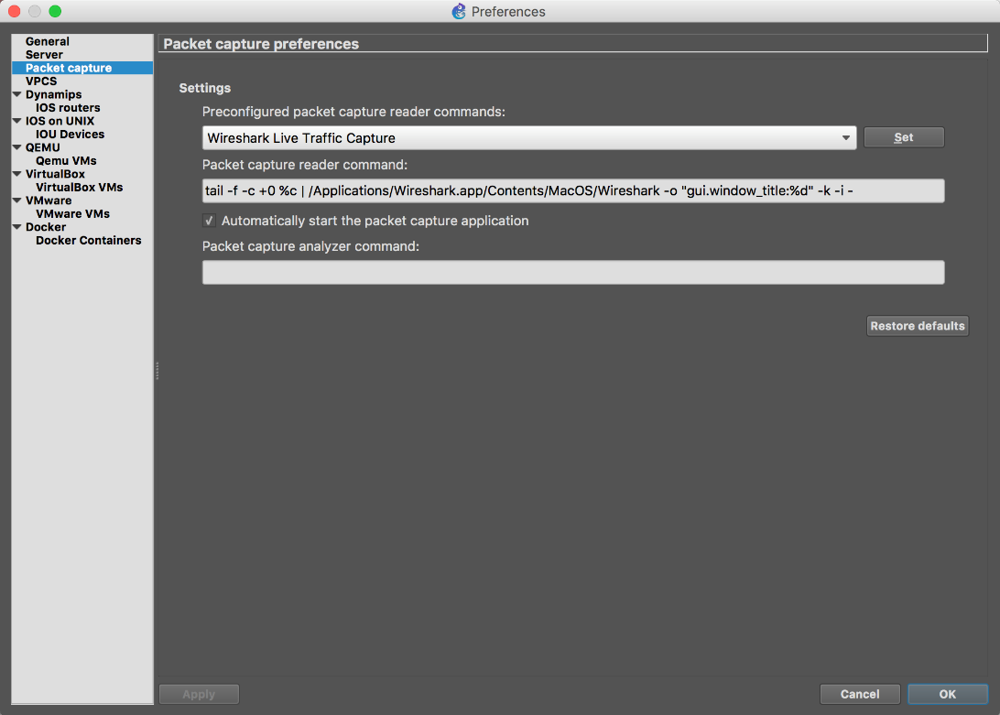 Preferences
General
Server
Packet capture
VPCS
Dynamips
IOS routers
IOS on UNIX
IOU Devices
QEMU
Qemu VMs
VirtualBox
VirtualBox VMs
VMware
VMware VMs
Docker
Docker Containers
Packet capture preferences
Settings
Preconfigured packet capture reader commands:
Wireshark Live Traffic Capture
Set
Packet capture reader command:
tail -f -c +0 %c | /Applications/Wireshark.app/Contents/MacOS/Wireshark -o "gui.window_title:%d" -k -i -
Automatically start the packet capture application
Packet capture analyzer command:
Restore defaults
Apply
Cancel
OK